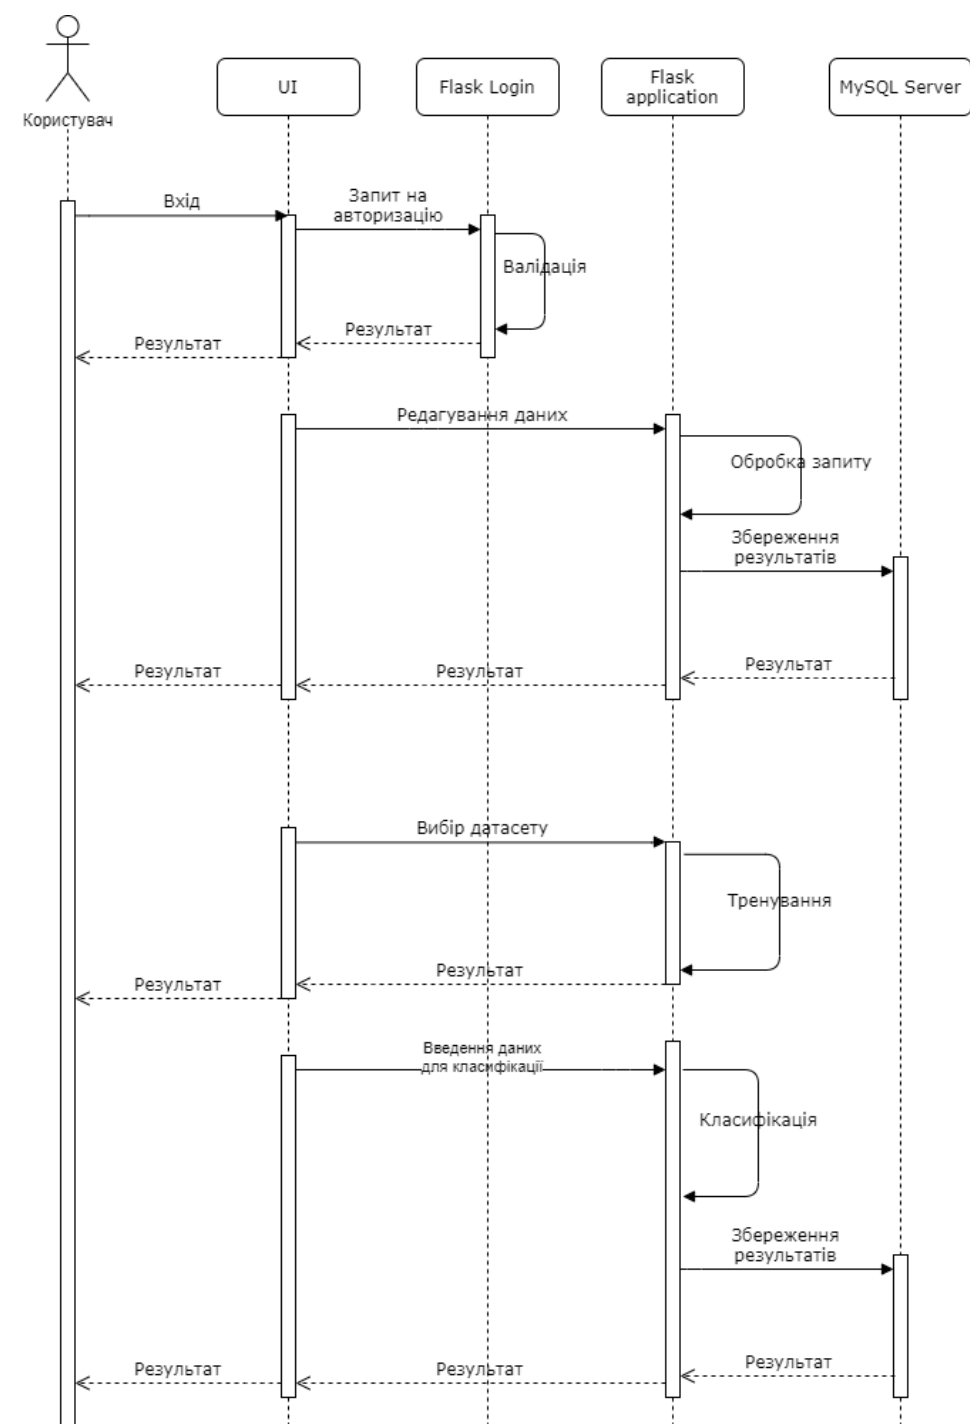 Користувач
UI
Flask Login
Flask
application
MySQL Server
Вхід
Запит на
авторизацію
Валідація
Результат
Результат
Редагування даних
Обробка запиту
Збереження
результатів
Результат
Результат
Результат
Вибір датасету
Тренування
Результат
Результат
Введення даних
для класифікації
Класифікація
Збереження
результатів
Результат
Результат
Результат